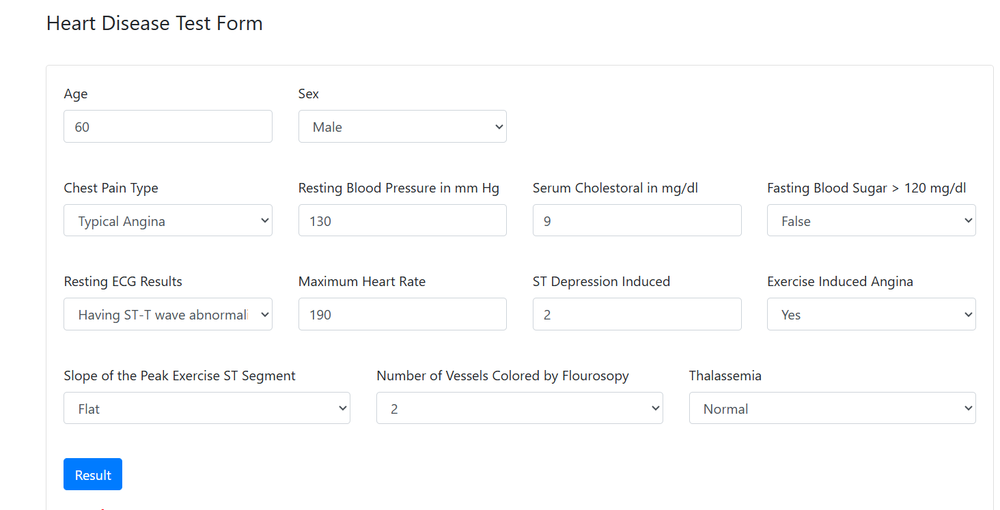 Heart Disease Test Form
Age Sex
60 Male
Chest Pain Type Resting Blood Pressure in mm Hg Serum Cholestoral in mg/dl Fasting Blood Sugar > 120 mg/dl
Typical Angina 130 9 False
Resting ECG Results Maximum Heart Rate ST Depression Induced Exercise Induced Angina
Having ST-T wave abnormali 190 2 Yes
Slope of the Peak Exercise ST Segment Number of Vessels Colored by Flourosopy Thalassemia
Flat 2 Normal
Result